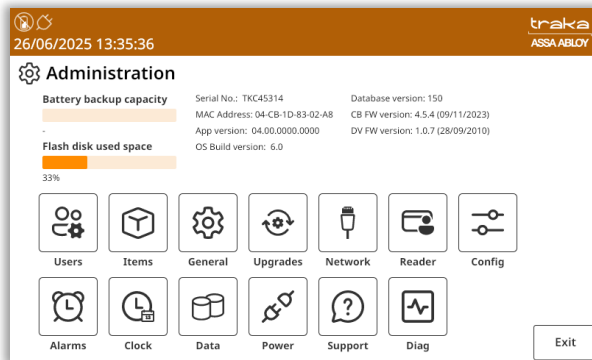 traka
26/06/2025 13:35:36
ASSA ABLOY
Administration
Battery backup capacity
-
Flash disk used space
33%
Serial No.: TKC45314
MAC Address: 04-CB-1D-83-02-A8
App version: 04.00.0000.0000
OS Build version: 6.0
Database version: 150
CB FW version: 4.5.4 (09/11/2023)
DV FW version: 1.0.7 (28/09/2010)
Users
Items
General
Upgrades
Network
Reader
Config
Alarms
Clock
Data
Power
Support
Diag
Exit